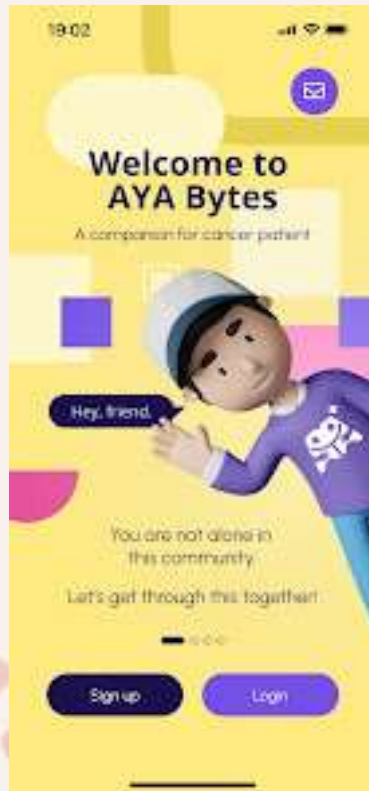 19:02
Welcome to
AYA Bytes
A companion for cancer patient
Hey, friend.
You are not alone in
this community.
Let's get through this together!
Sign up
Login